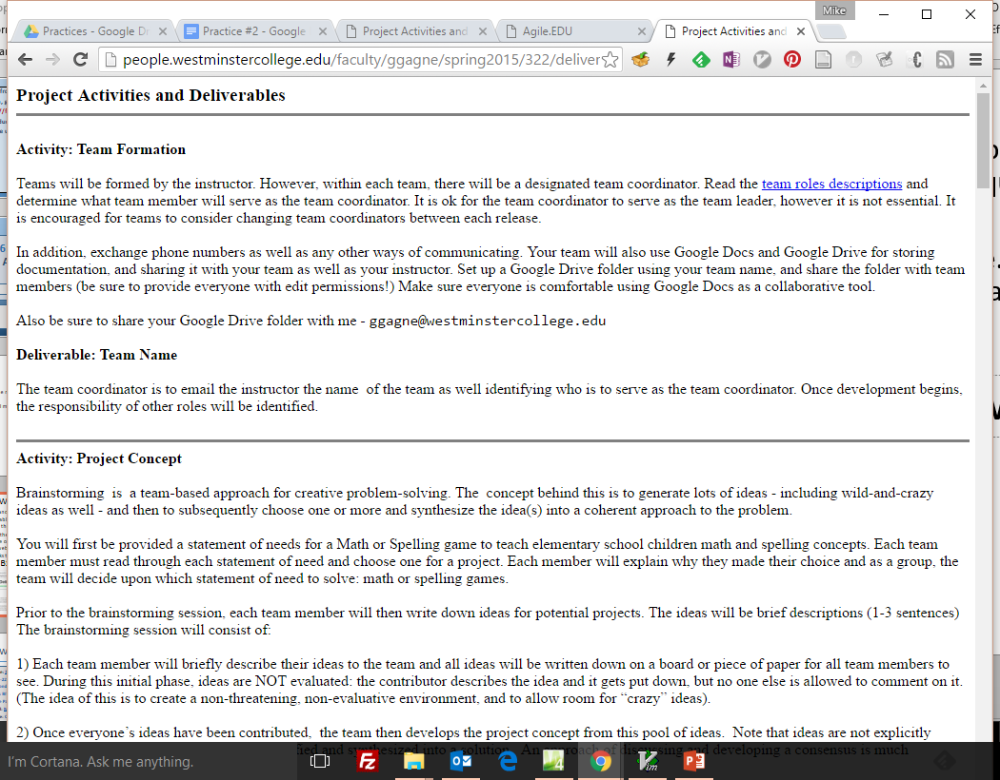 Mike
Practices - Google Dr
Practice #2 - Google
Project Activities and
Agile.EDU
Project Activities and
people.westminstercollege.edu/faculty/ggagne/spring2015/322/deliver
Project Activities and Deliverables
Activity: Team Formation
Teams will be formed by the instructor. However, within each team, there will be a designated team coordinator. Read the team roles descriptions and
determine what team member will serve as the team coordinator. It is ok for the team coordinator to serve as the team leader, however it is not essential. It
is encouraged for teams to consider changing team coordinators between each release.
In addition, exchange phone numbers as well as any other ways of communicating. Your team will also use Google Docs and Google Drive for storing
documentation, and sharing it with your team as well as your instructor. Set up a Google Drive folder using your team name, and share the folder with team
members (be sure to provide everyone with edit permissions!) Make sure everyone is comfortable using Google Docs as a collaborative tool.
Also be sure to share your Google Drive folder with me - ggagne@westminstercollege.edu
Deliverable: Team Name
The team coordinator is to email the instructor the name of the team as well identifying who is to serve as the team coordinator. Once development begins,
the responsibility of other roles will be identified.
Activity: Project Concept
Brainstorming is a team-based approach for creative problem-solving. The concept behind this is to generate lots of ideas - including wild-and-crazy
ideas as well - and then to subsequently choose one or more and synthesize the idea(s) into a coherent approach to the problem.
You will first be provided a statement of needs for a Math or Spelling game to teach elementary school children math and spelling concepts. Each team
member must read through each statement of need and choose one for a project. Each member will explain why they made their choice and as a group, the
team will decide upon which statement of need to solve: math or spelling games.
Prior to the brainstorming session, each team member will then write down ideas for potential projects. The ideas will be brief descriptions (1-3 sentences)
The brainstorming session will consist of:
1) Each team member will briefly describe their ideas to the team and all ideas will be written down on a board or piece of paper for all team members to
see. During this initial phase, ideas are NOT evaluated: the contributor describes the idea and it gets put down, but no one else is allowed to comment on it.
(The idea of this is to create a non-threatening, non-evaluative environment, and to allow room for “crazy” ideas).
2) Once everyone’s ideas have been contributed, the team then develops the project concept from this pool of ideas. Note that ideas are not explicitly
and synthesized into a solution. An approach of discussing and developing a consensus is much
I'm Cortana. Ask me anything.